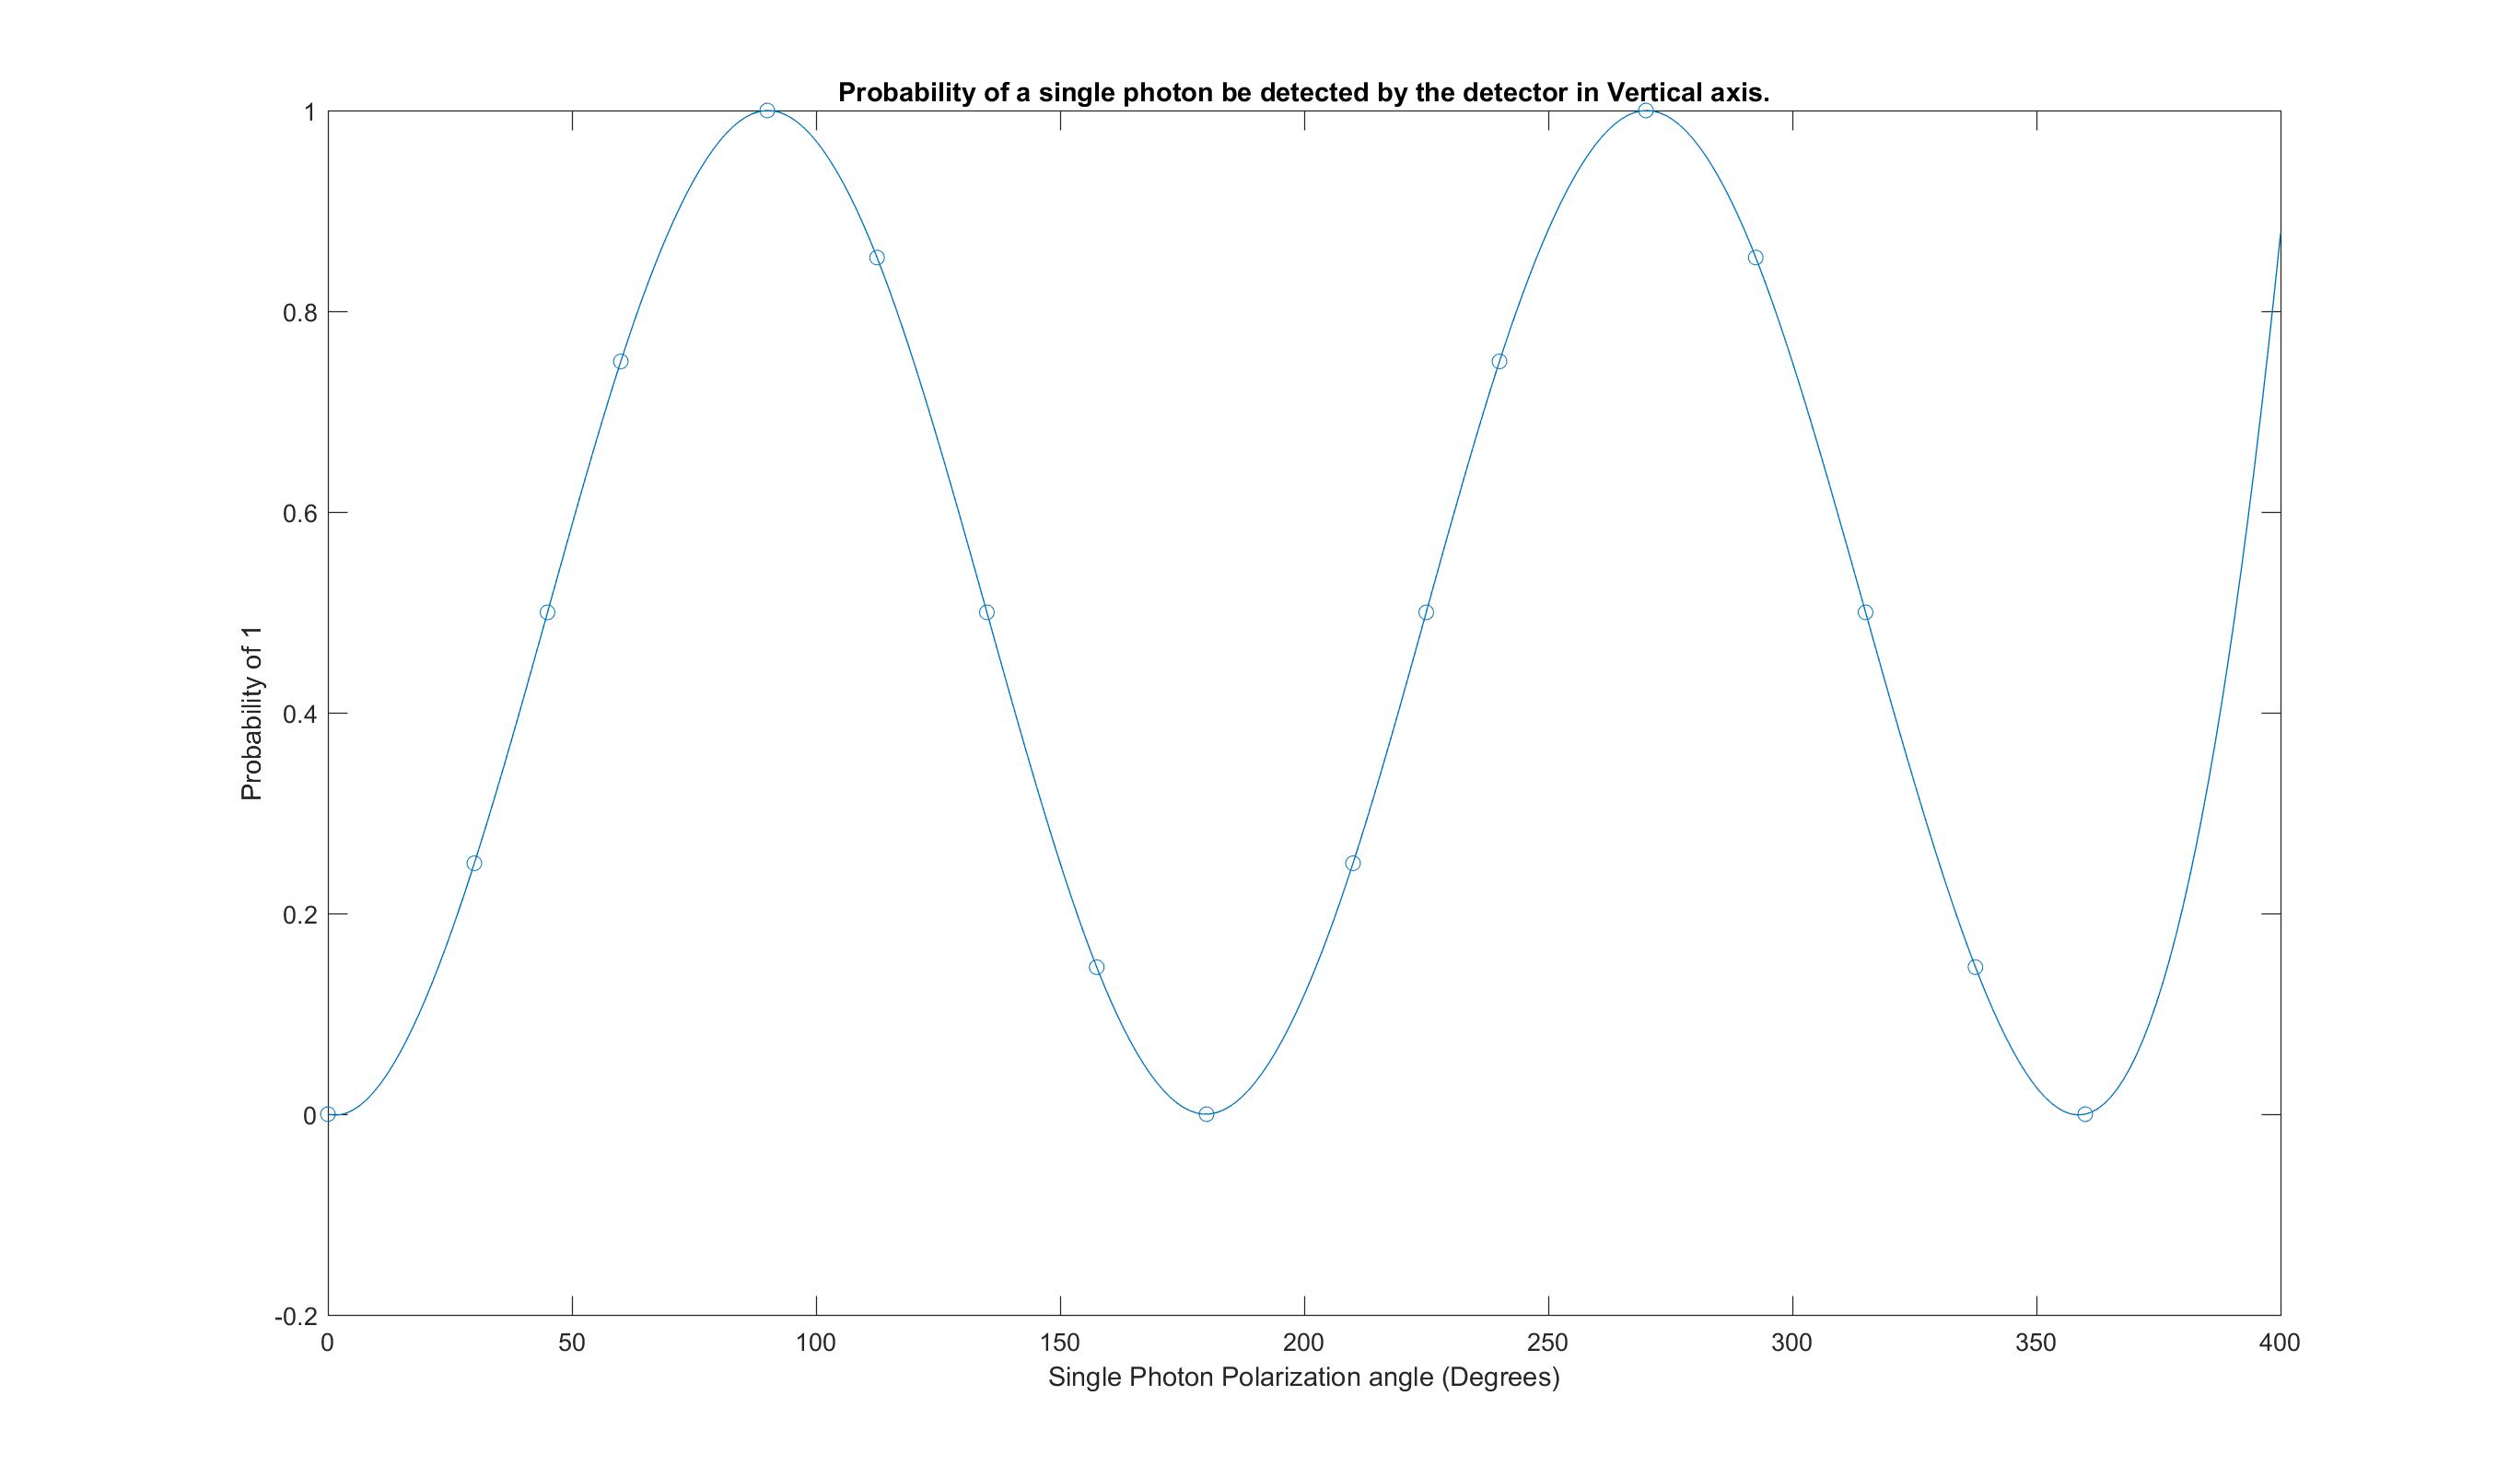 Probability of a single photon be detected by the detector in Vertical axis.
1
0.8
0.6
0.4
0.2
0
-0.2
Probability of 1
0 50 100 150 200 250 300 350 400
Single Photon Polarization angle (Degrees)